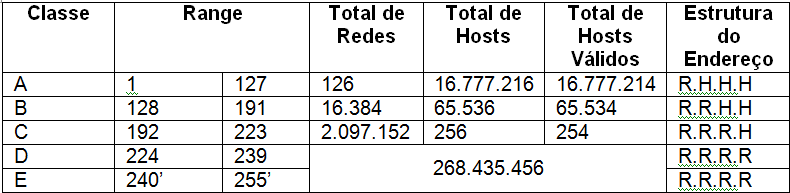 Classe Range Total de Redes Total de Hosts Total de Hosts Válidos Estrutura do Endereço
A 1 127 126 16.777.216 16.777.214 R.H.H.H
B 128 191 16.384 65.536 65.534 R.R.H.H
C 192 223 2.097.152 256 254 R.R.R.H
D 224 239 268.435.456 R.R.R.R
E 240’ 255’ R.R.R.R